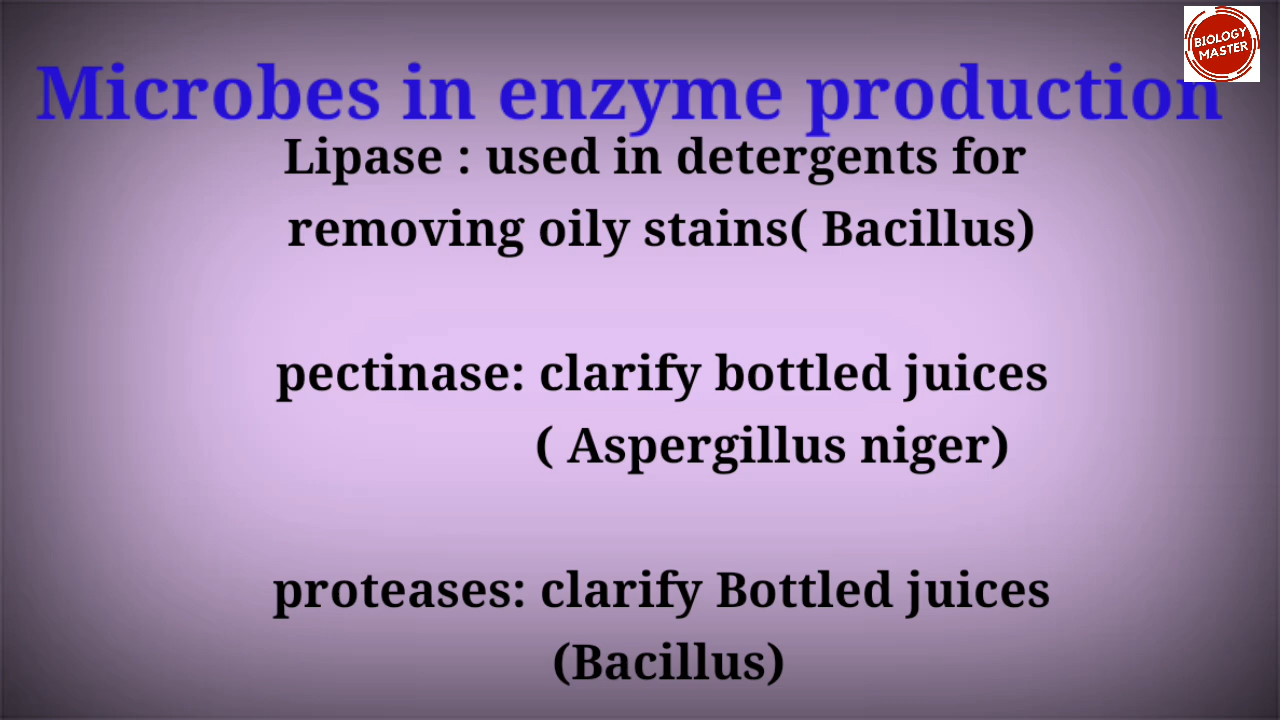 BIOLOGY
MASTER
Microbes in enzyme production
Lipase : used in detergents for
removing oily stains( Bacillus)
pectinase: clarify bottled juices
( Aspergillus niger)
proteases: clarify Bottled juices
(Bacillus)